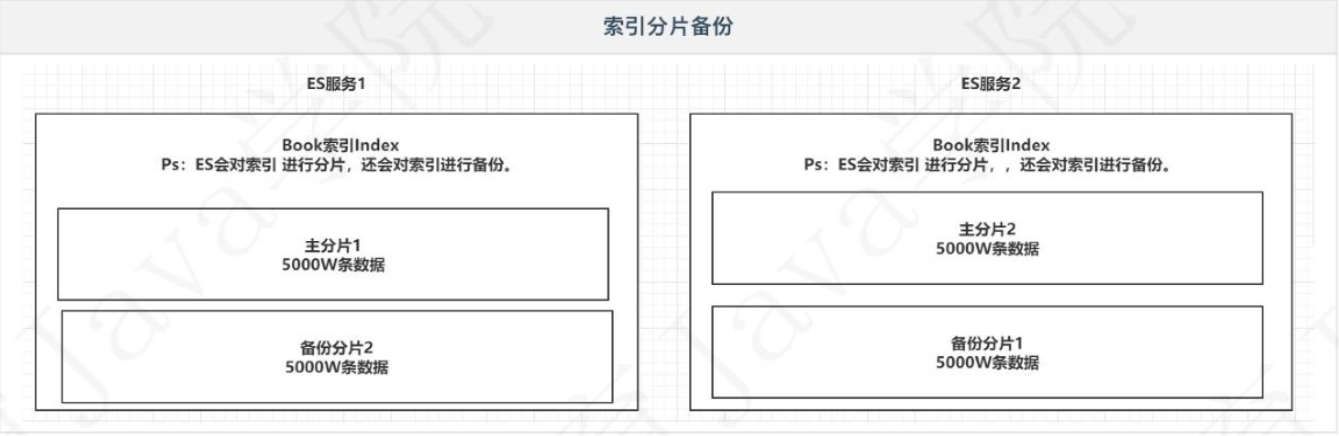 索引分片备份
ES服务1
Book索引Index
Ps：ES会对索引 进行分片，还会对索引进行备份。
主分片1
5000W条数据
备份分片2
5000W条数据
ES服务2
Book索引Index
Ps：ES会对索引 进行分片，，还会对索引进行备份。
主分片2
5000W条数据
备份分片1
5000W条数据
Java
Java